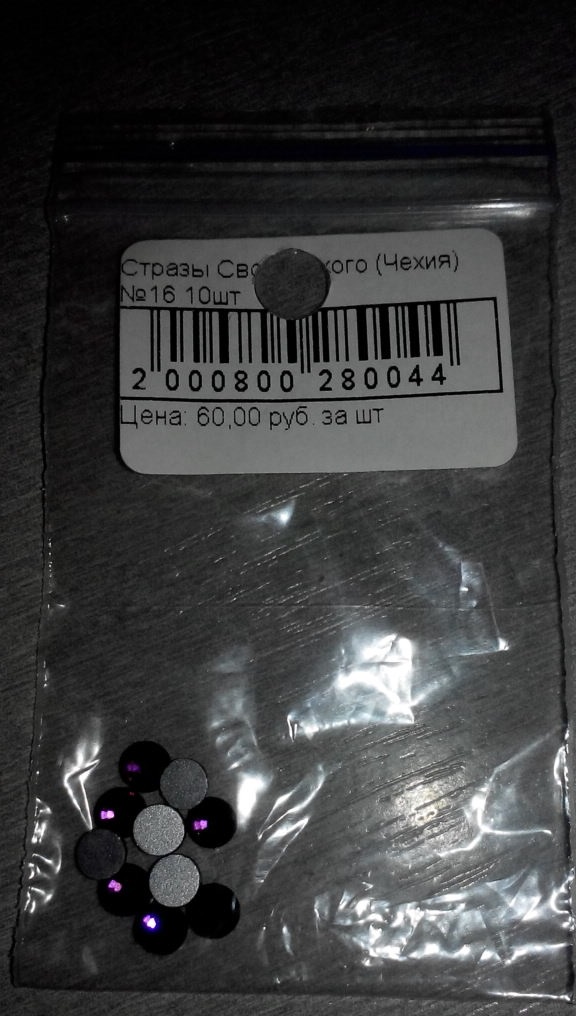 Стразы (Чехия)
№16 10шт
2 000800 280044
Цена: 60,00 руб. за шт